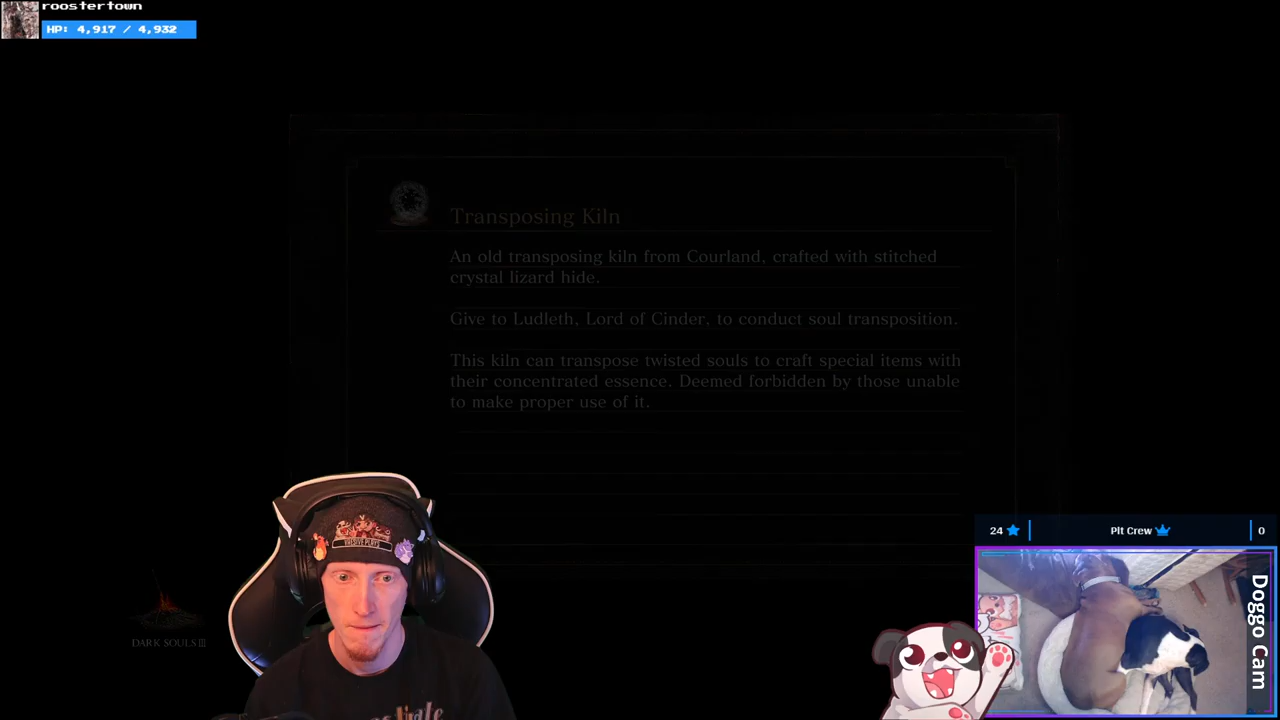 roostertown
HP: 4,917 / 4,932
Transposing Kiln
An old transposing kiln from Courland, crafted with stitched
crystal lizard hide.
Give to Ludleth, Lord of Cinder, to conduct soul transposition.
This kiln can transpose twisted souls to craft special items with
their concentrated essence. Deemed forbidden by those unable
to make proper use of it.
DARK SOULS III
24
Pit Crew
0
Doggo Cam